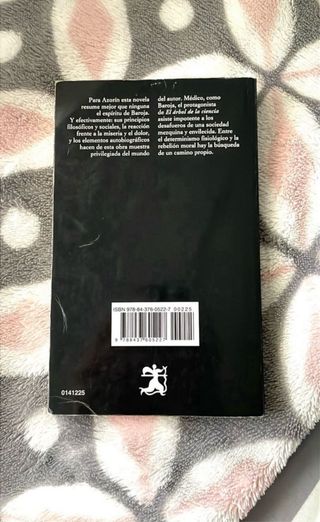 Para Azorín esta novela
resume mejor que ninguna
el espíritu de Baroja.
Y efectivamente: sus principios
filosóficos y sociales, la reacción
frente a la miseria y el dolor,
y los elementos autobiográficos
hacen de esta obra muestra
privilegiada del mundo
del autor. Médico, como
Baroja, el protagonista
de El árbol de la ciencia
asiste impotente a los
desafueros de una sociedad
mezquina y envilecida. Entre
el determinismo fisiológico y la
rebelión moral hay la búsqueda
de un camino propio.
ISBN 978-84-376-0522-7
00225
9 788437 605227
0141225